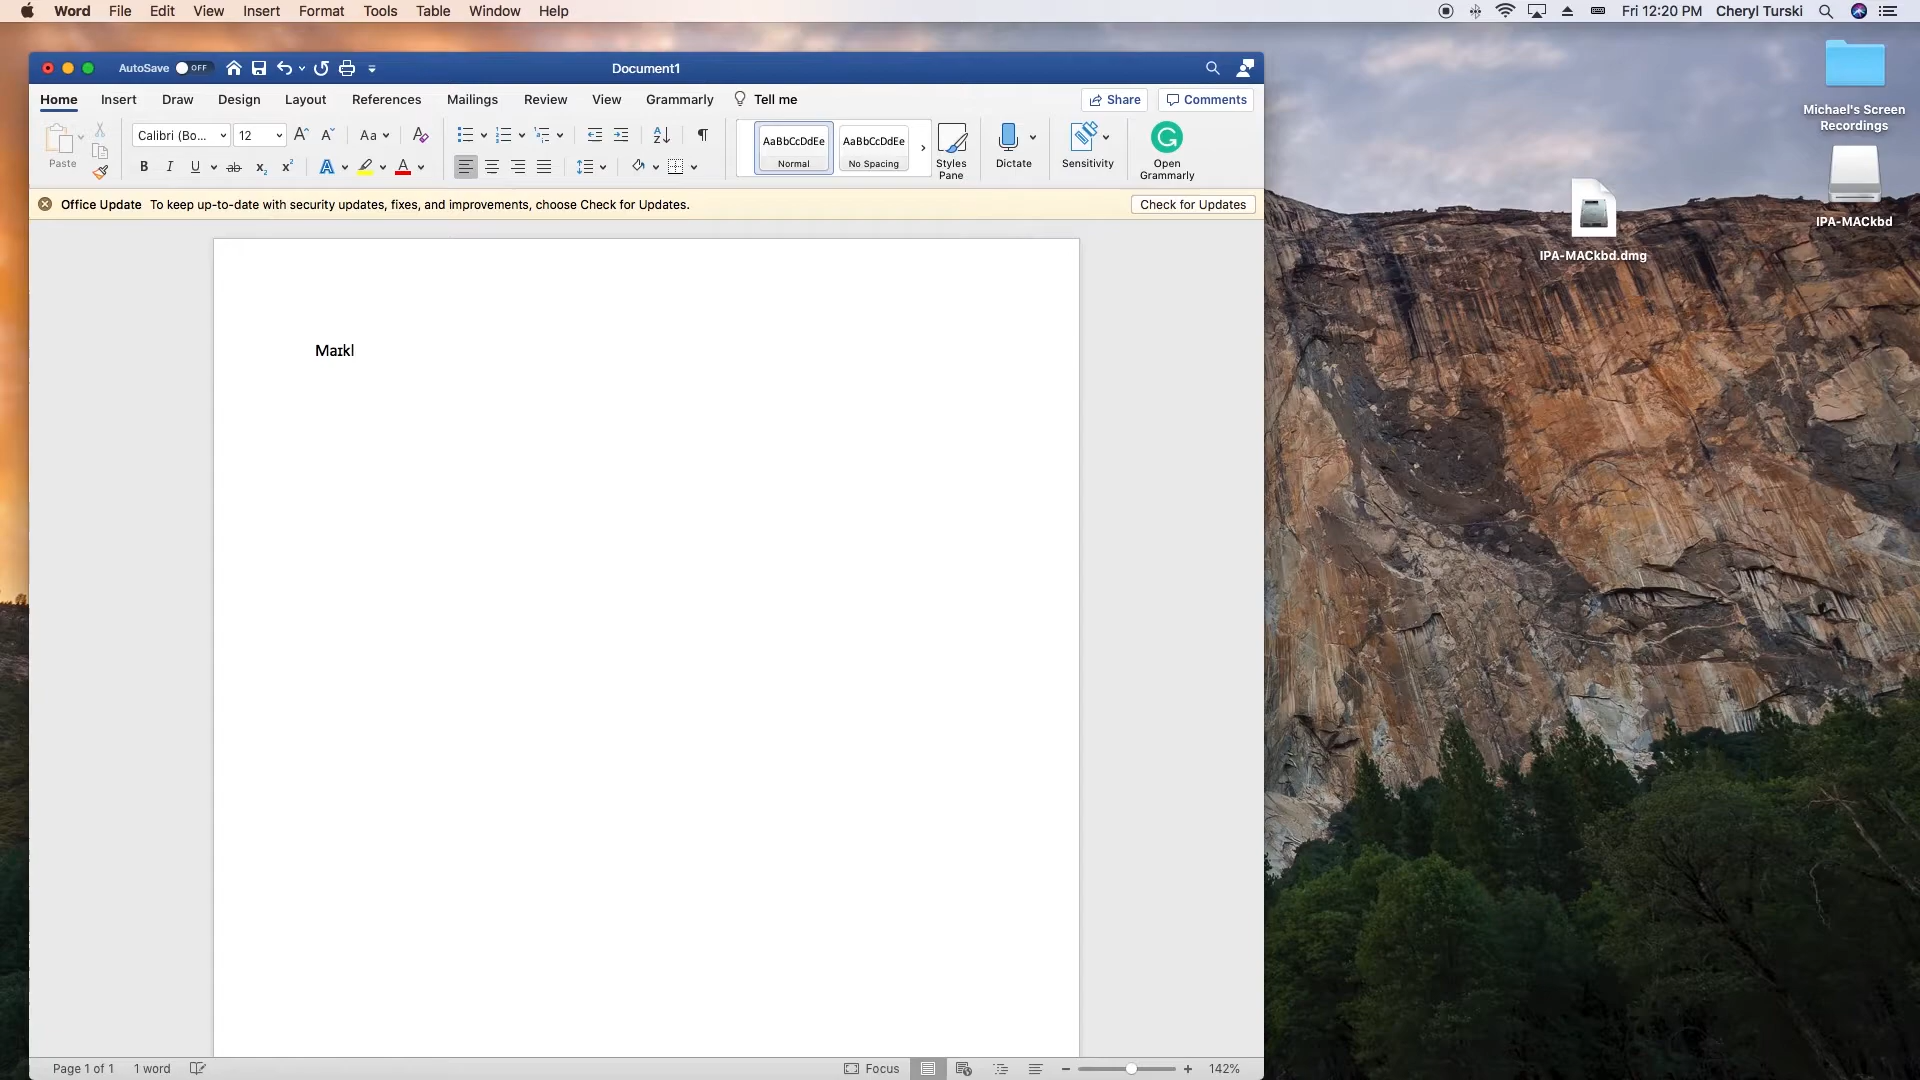 Word File Edit View Insert Format Tools Table Window Help Fri 12:20 PM Cheryl Turski
AutoSave OFF Document1
Home Insert Draw Design Layout References Mailings Review View Grammarly Tell me Share Comments
Paste Calibri (Bo... 12 Aa AaBbCcDdEe Normal AaBbCcDdEe No Spacing Styles Pane Dictate Sensitivity Open Grammarly
B I U ab x₂ x² A A
Office Update To keep up-to-date with security updates, fixes, and improvements, choose Check for Updates. Check for Updates
Maɪkl
Page 1 of 1 1 word Focus 142%
Michael's Screen
Recordings
IPA-MACkbd
IPA-MACkbd.dmg